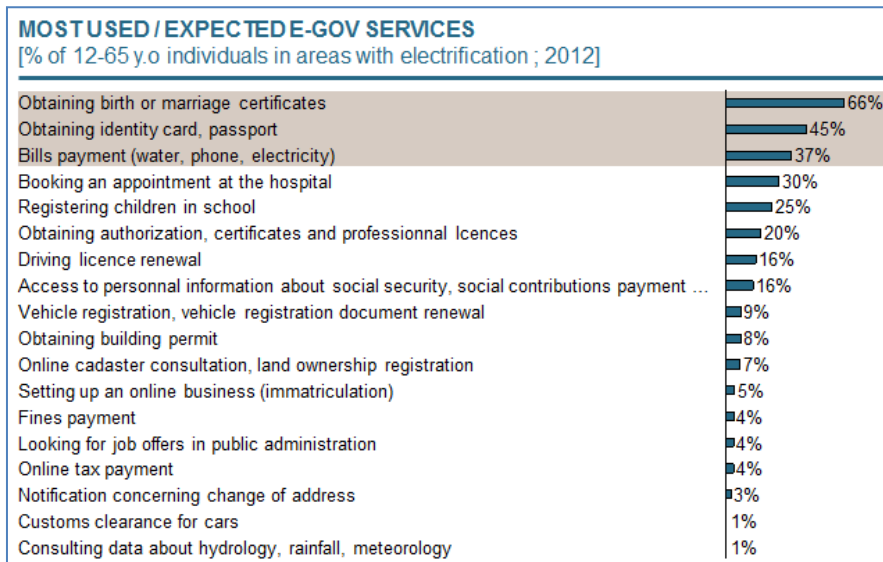 MOST USED / EXPECTED E-GOV SERVICES
[% of 12-65 y.o individuals in areas with electrification ; 2012]
Obtaining birth or marriage certificates 66%
Obtaining identity card, passport 45%
Bills payment (water, phone, electricity) 37%
Booking an appointment at the hospital 30%
Registering children in school 25%
Obtaining authorization, certificates and professionnal lcences 20%
Driving licence renewal 16%
Access to personnal information about social security, social contributions payment ... 16%
Vehicle registration, vehicle registration document renewal 9%
Obtaining building permit 8%
Online cadaster consultation, land ownership registration 7%
Setting up an online business (immatriculation) 5%
Fines payment 4%
Looking for job offers in public administration 4%
Online tax payment 4%
Notification concerning change of address 3%
Customs clearance for cars 1%
Consulting data about hydrology, rainfall, meteorology 1%